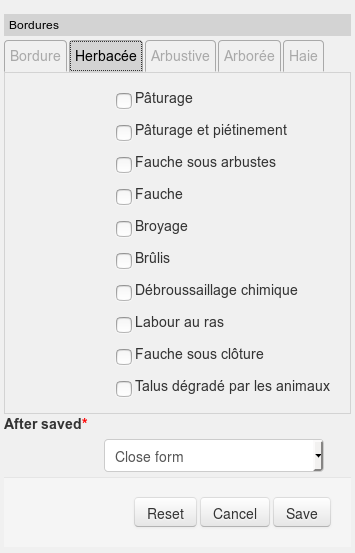 Bordures
Bordure Herbacée Arbustive Arborée Haie
Pâturage
Pâturage et piétinement
Fauche sous arbustes
Fauche
Broyage
Brûlis
Débroussaillage chimique
Labour au ras
Fauche sous clôture
Talus dégradé par les animaux
After saved*
Close form
Reset Cancel Save